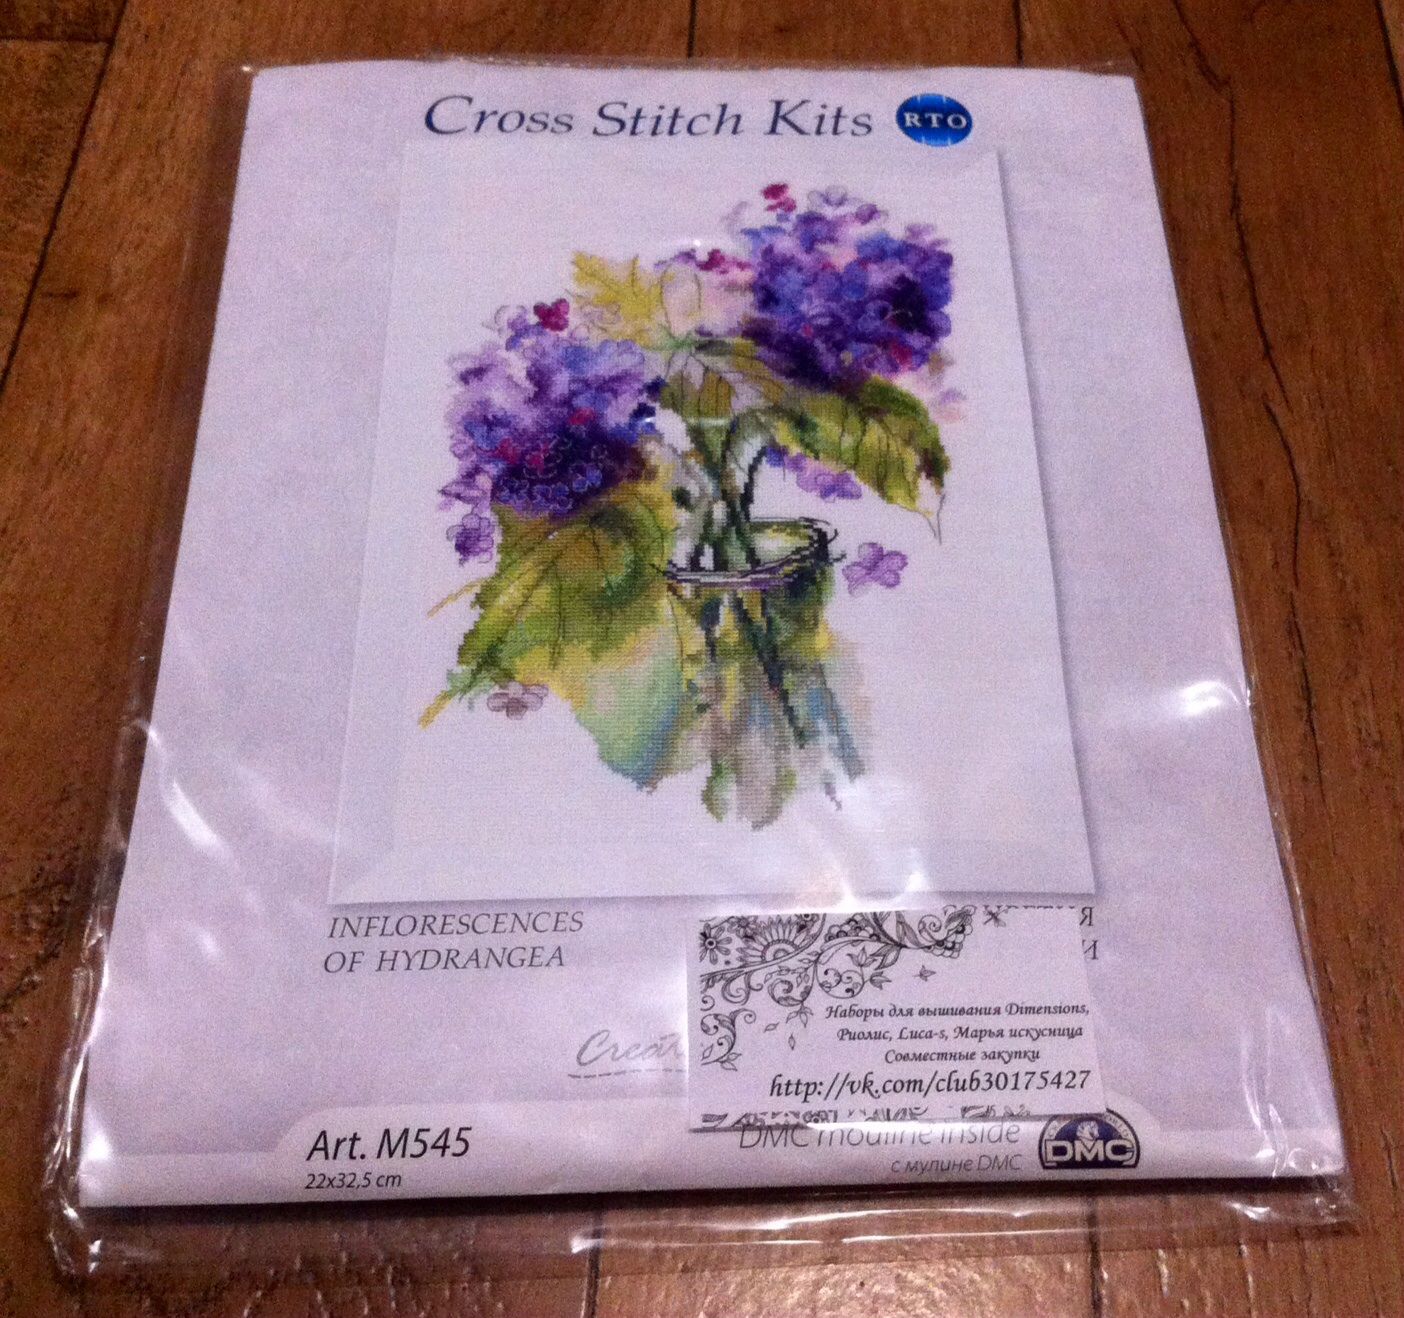 Cross Stitch Kits RTO
INFLORESCENCES
OF HYDRANGEA
Я
И
Наборы для вышивания Dimensions,
Риолис, Luca-s, Марья искусница
Совместные закупки
http://vk.com/club30175427
Art. M545
22x32,5 cm
DMC mouline inside
с мулине DMC
DMC